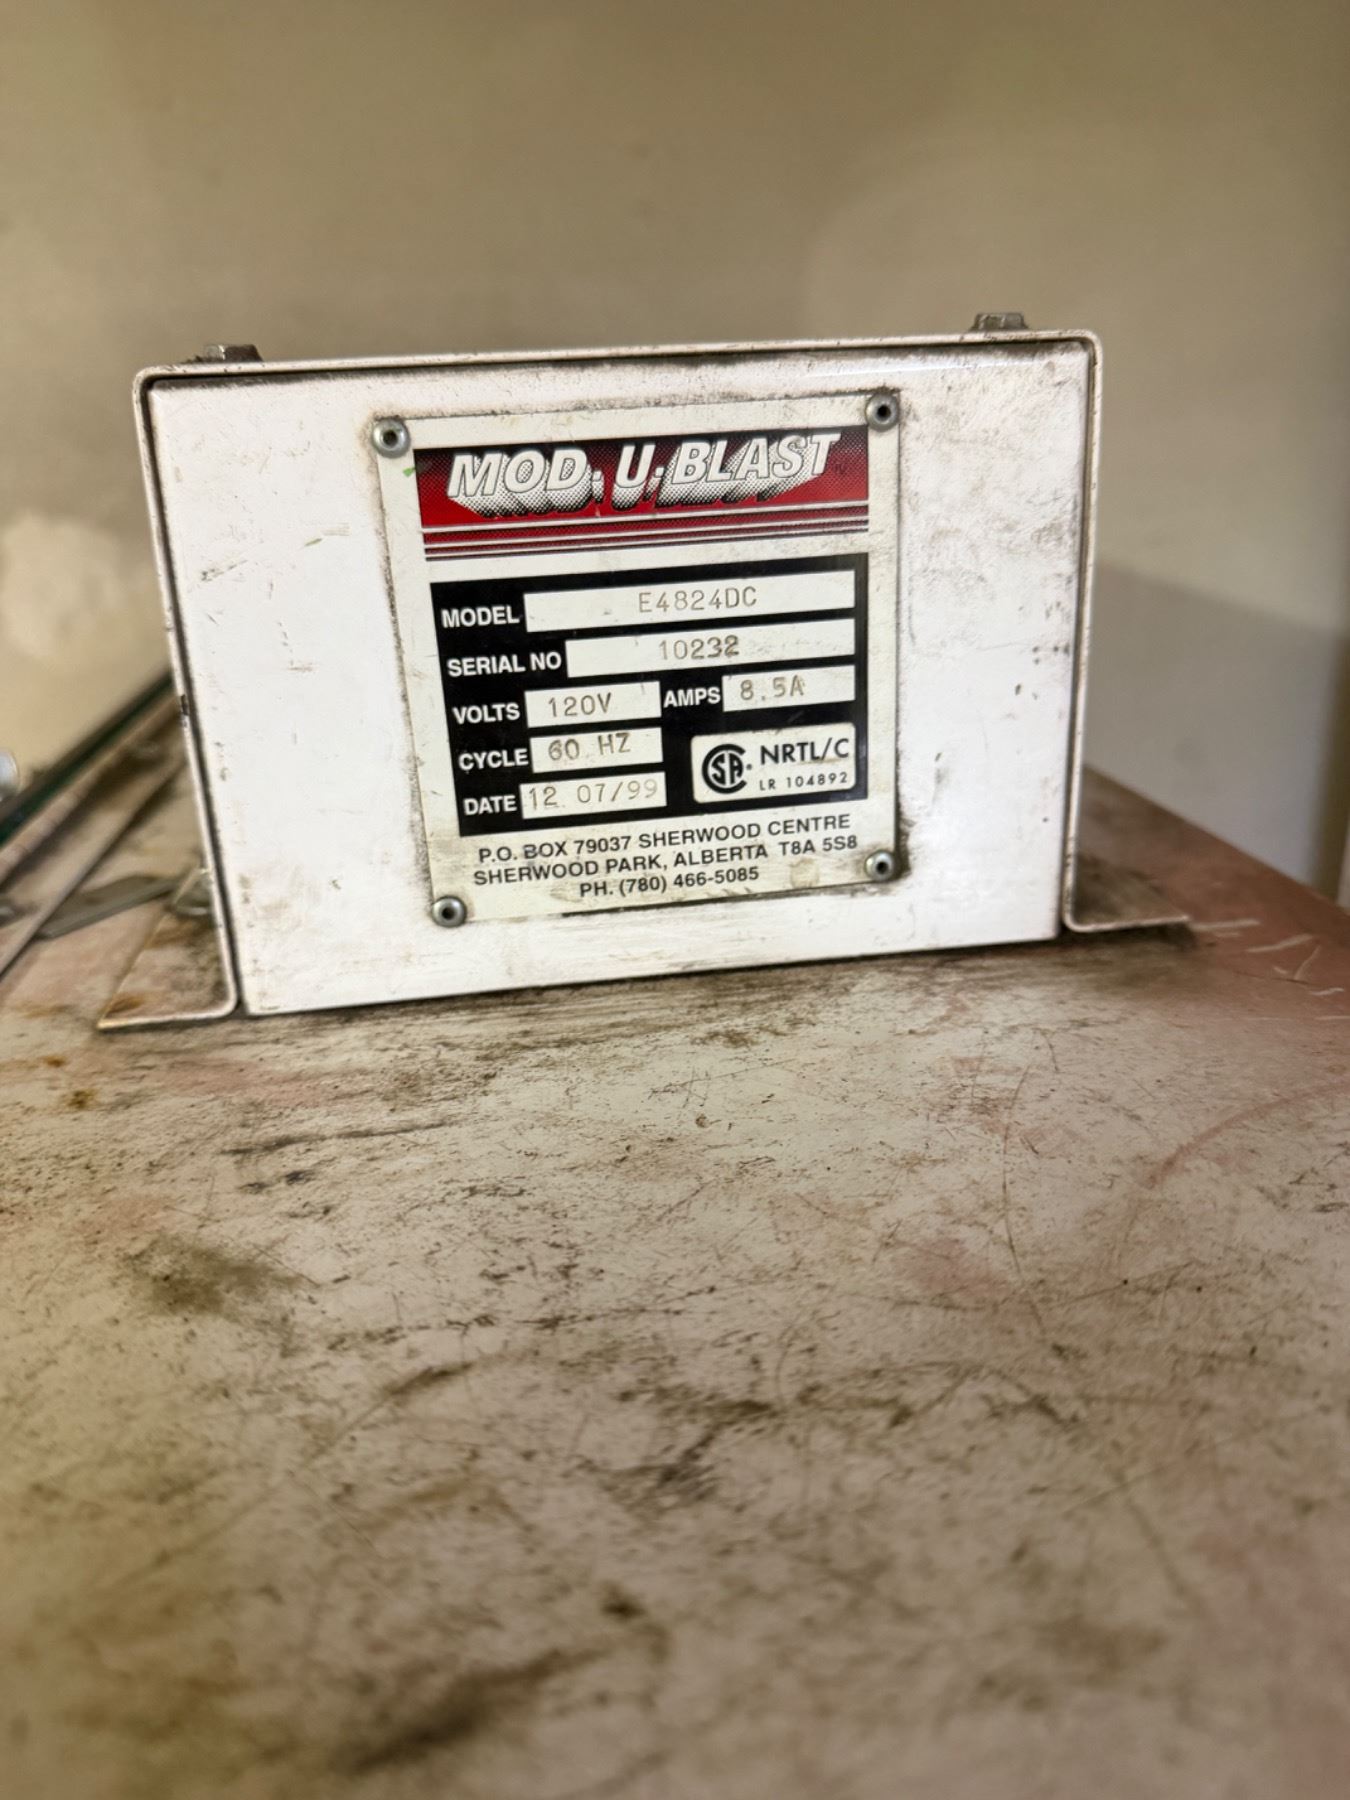 MOD·U·BLAST
MODEL E4824DC
SERIAL NO 10232
VOLTS 120V AMPS 8.5A
CYCLE 60 HZ
DATE 12 07/99
CSA® NRTL/C
LR 104892
P.O. BOX 79037 SHERWOOD CENTRE
SHERWOOD PARK, ALBERTA T8A 5S8
PH. (780) 466-5085